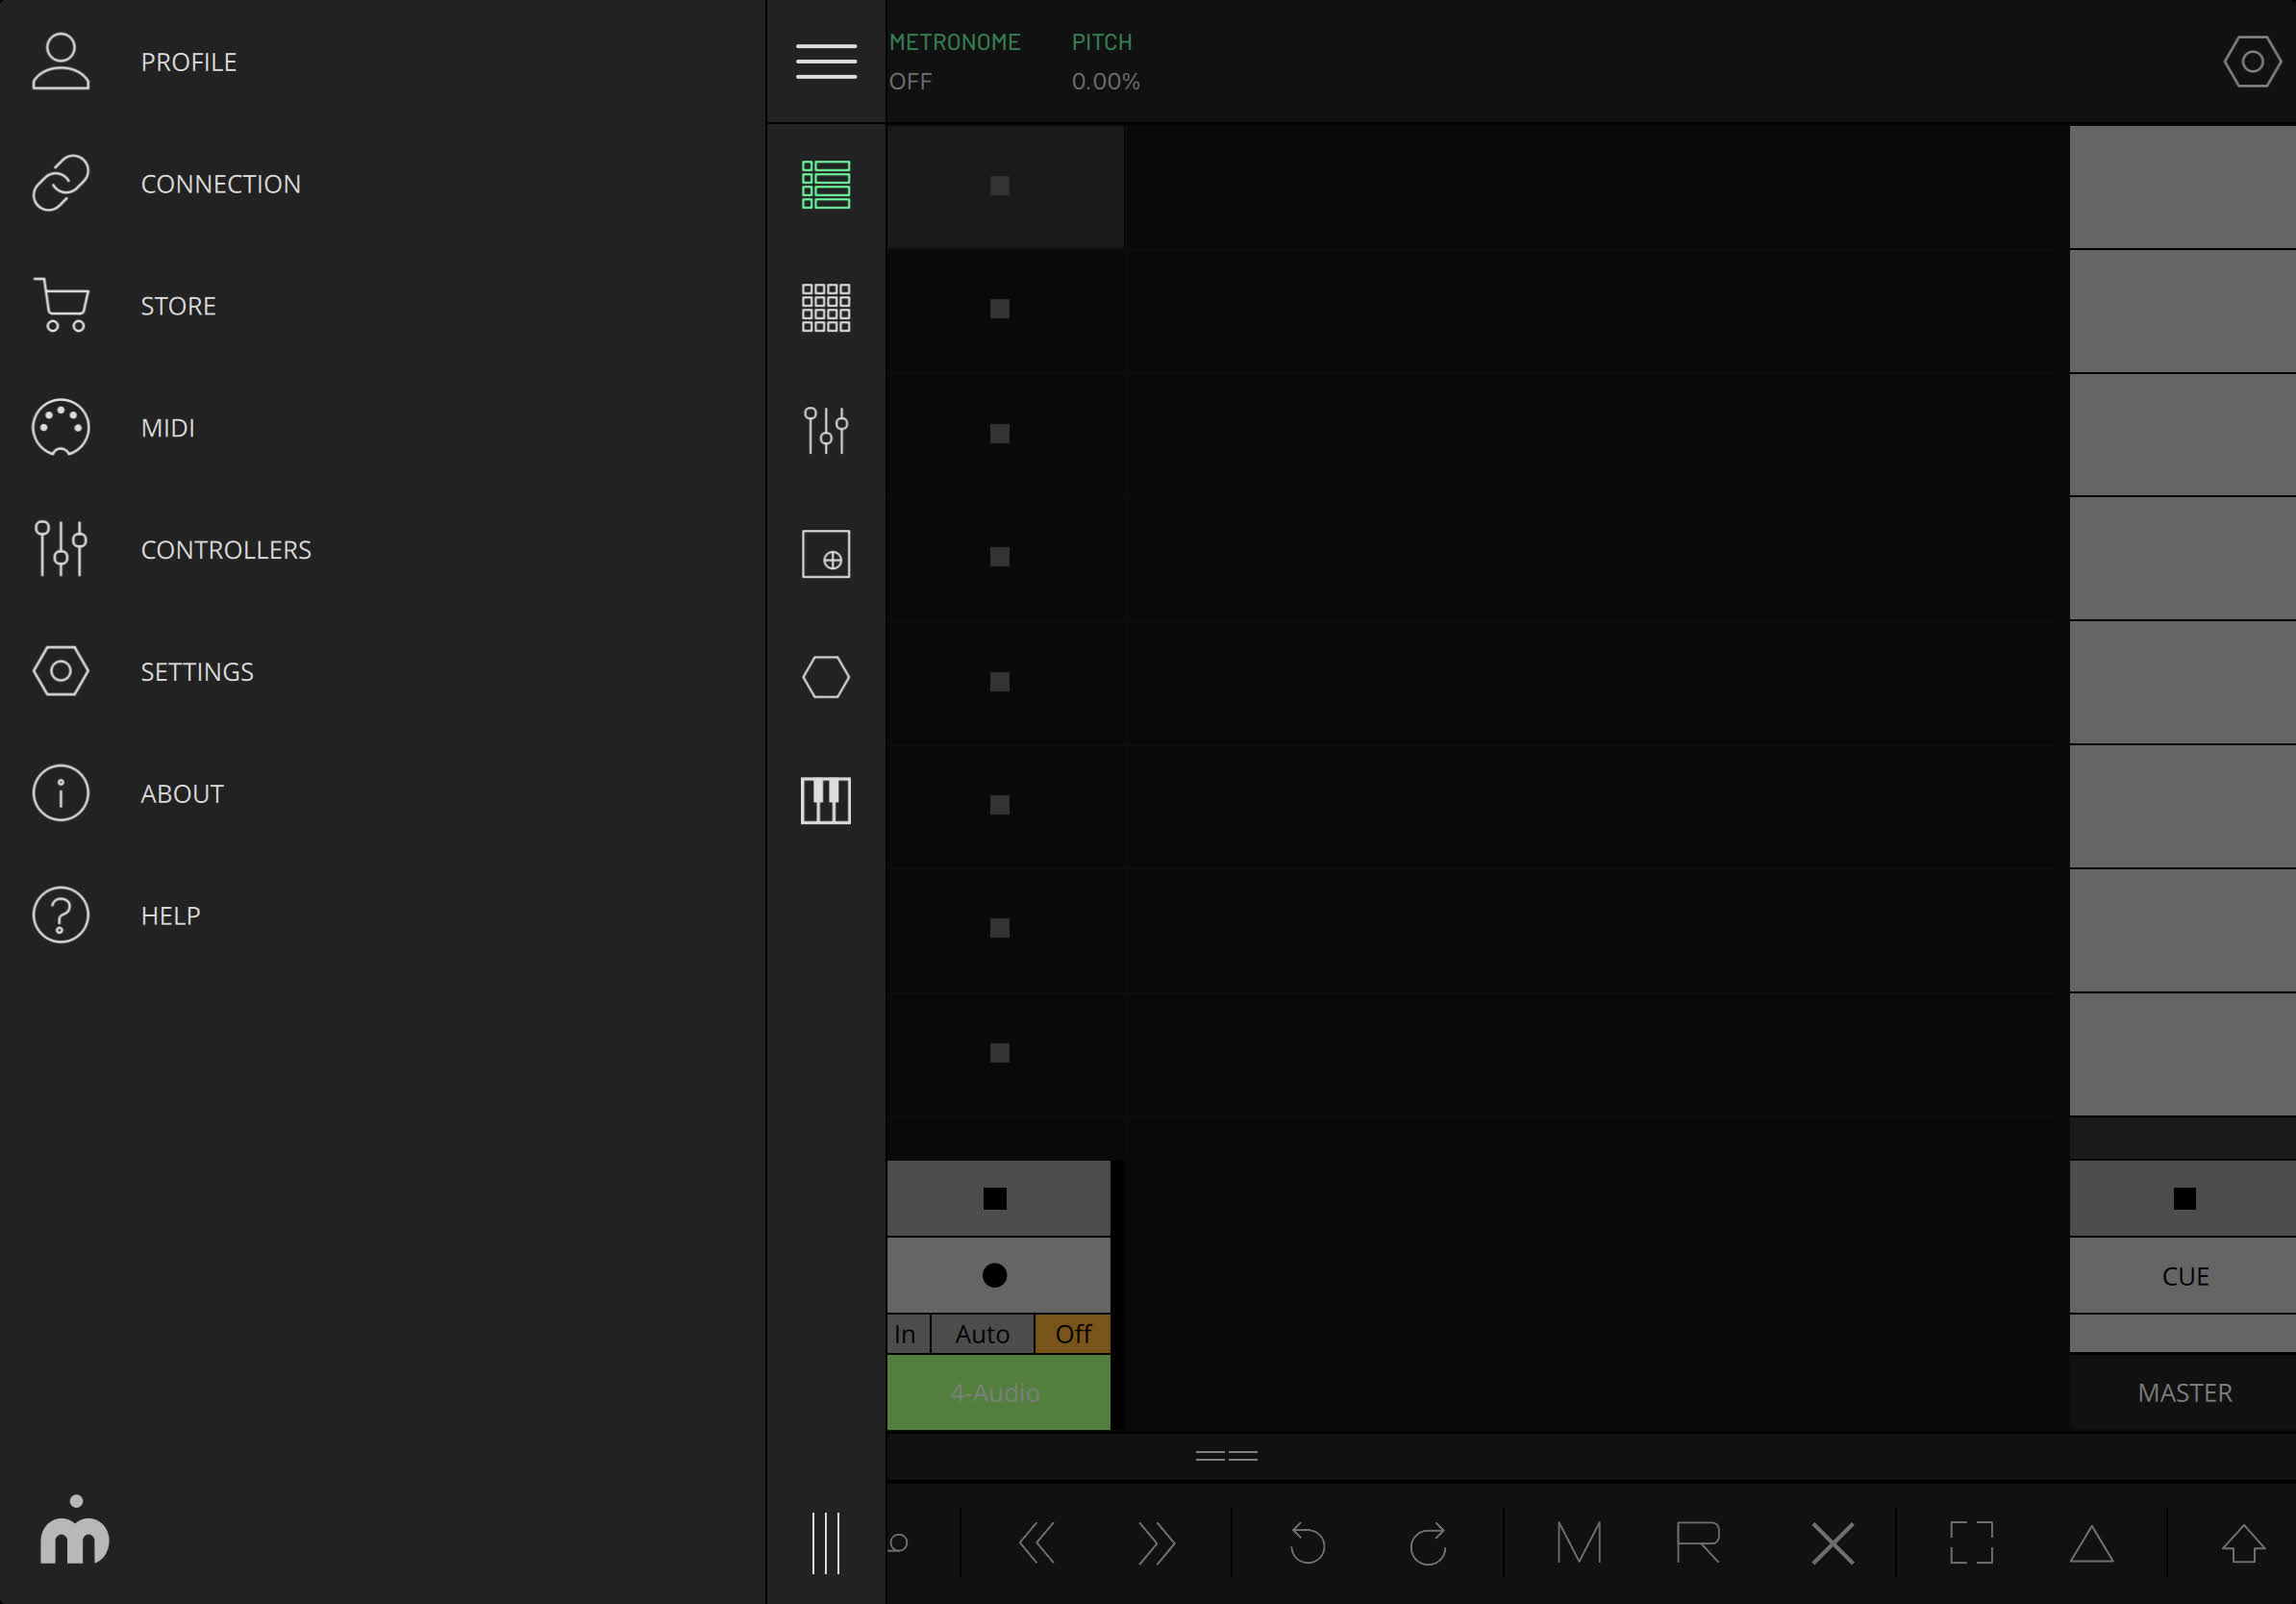 PROFILE
CONNECTION
STORE
MIDI
CONTROLLERS
SETTINGS
ABOUT
HELP
METRONOME
OFF
PITCH
0.00%
In
Auto
Off
4-Audio
CUE
MASTER
M
R